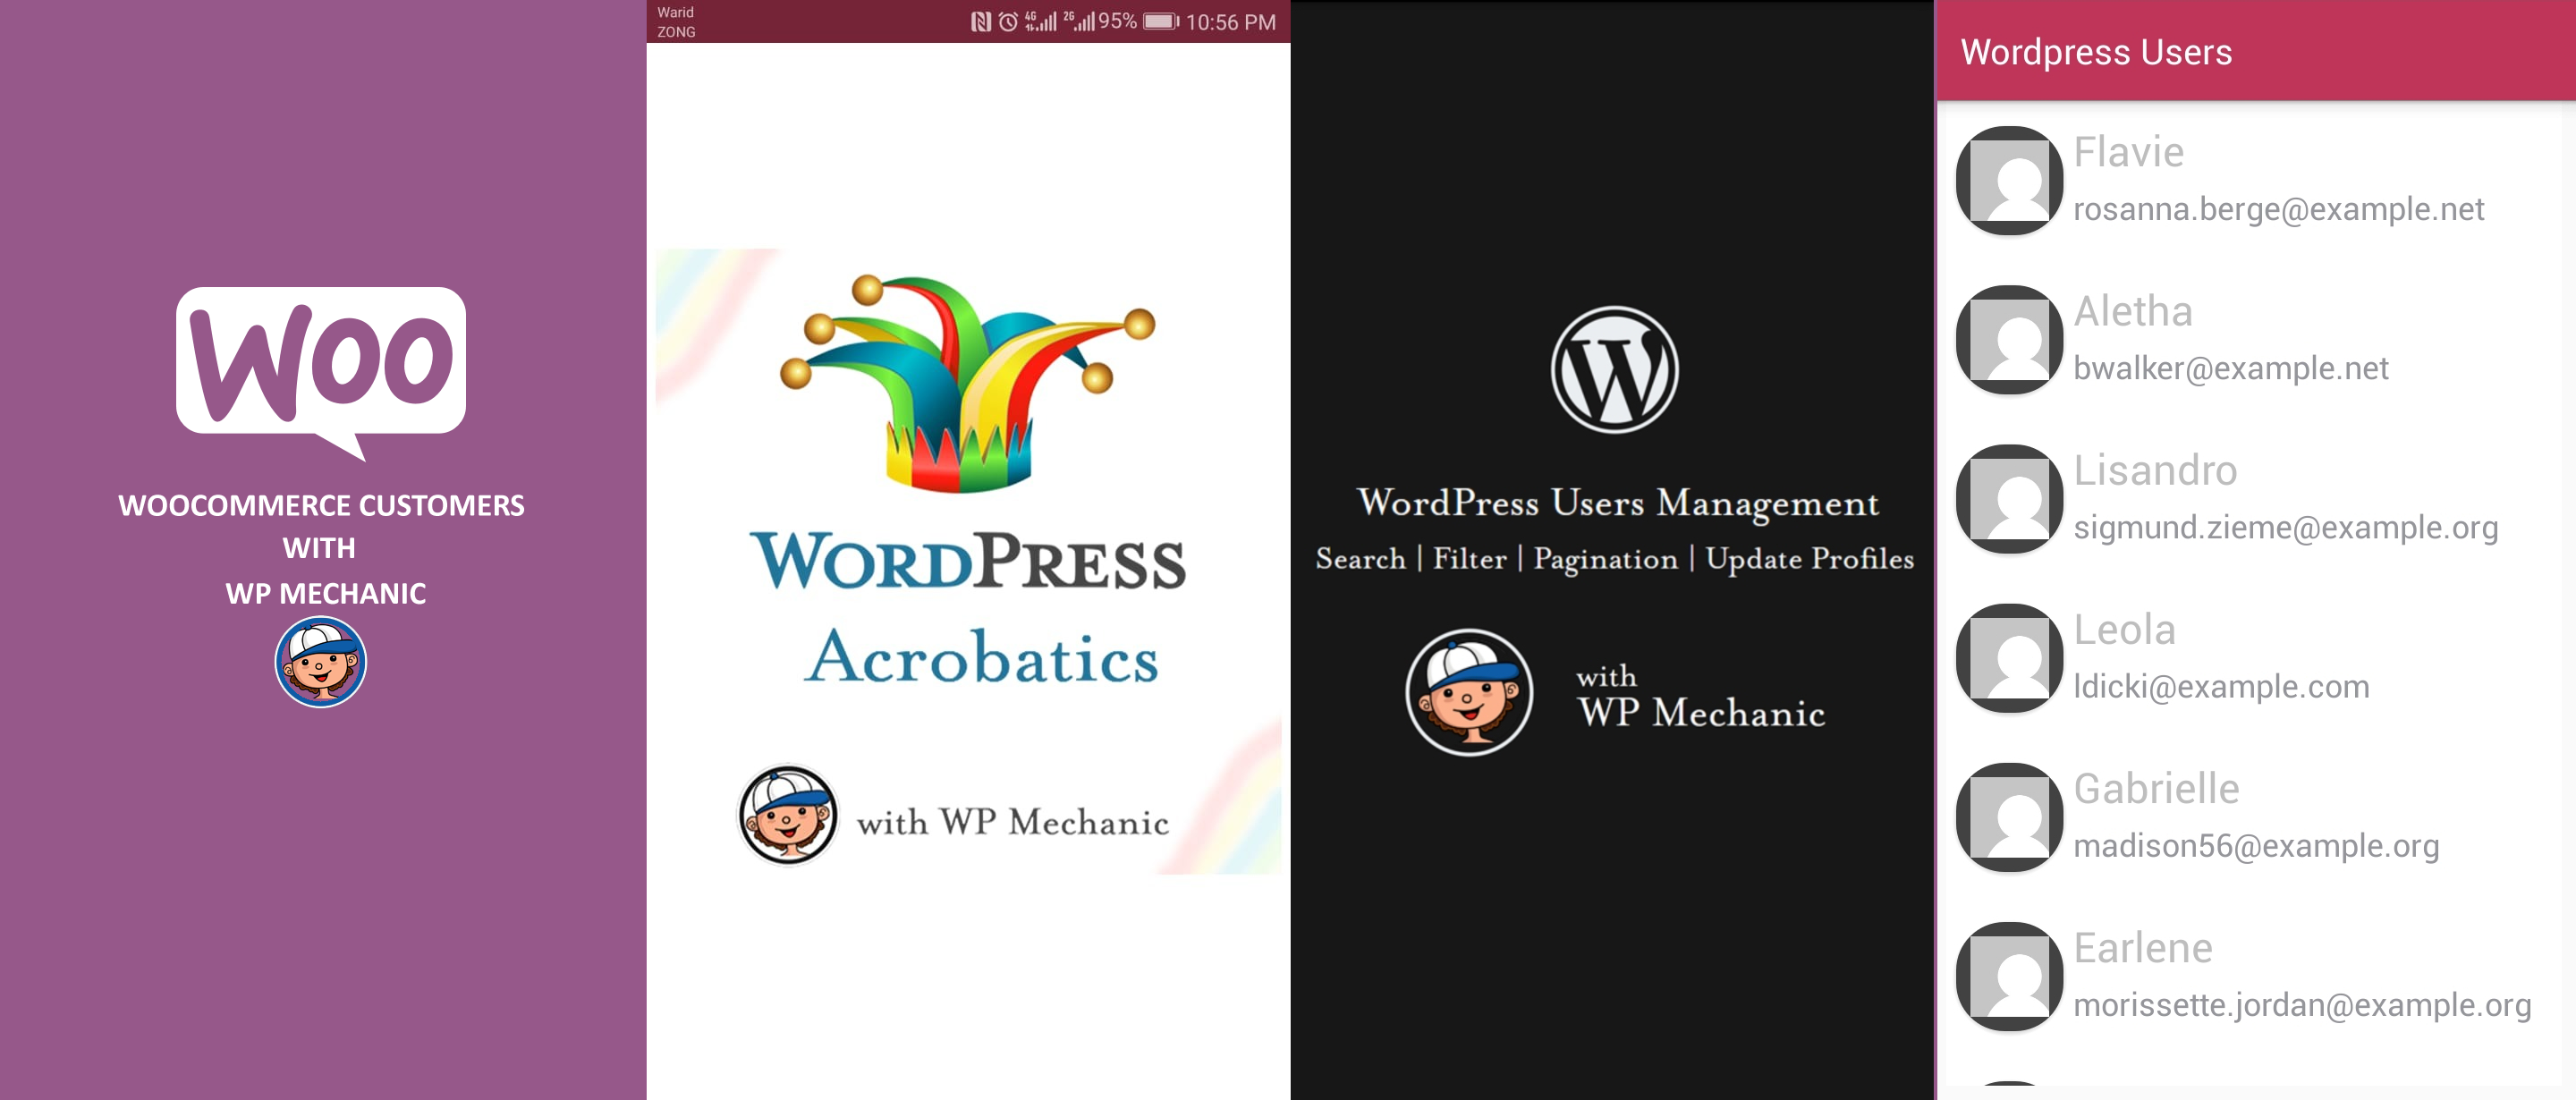 Woo
WOOCOMMERCE CUSTOMERS
WITH
WP MECHANIC
Warid
ZONG
4G 2G 95% 10:56 PM
WORDPRESS
Acrobatics
with WP Mechanic
W
WordPress Users Management
Search | Filter | Pagination | Update Profiles
with
WP Mechanic
Wordpress Users
Flavie
rosanna.berge@example.net
Aletha
bwalker@example.net
Lisandro
sigmund.zieme@example.org
Leola
ldicki@example.com
Gabrielle
madison56@example.org
Earlene
morissette.jordan@example.org